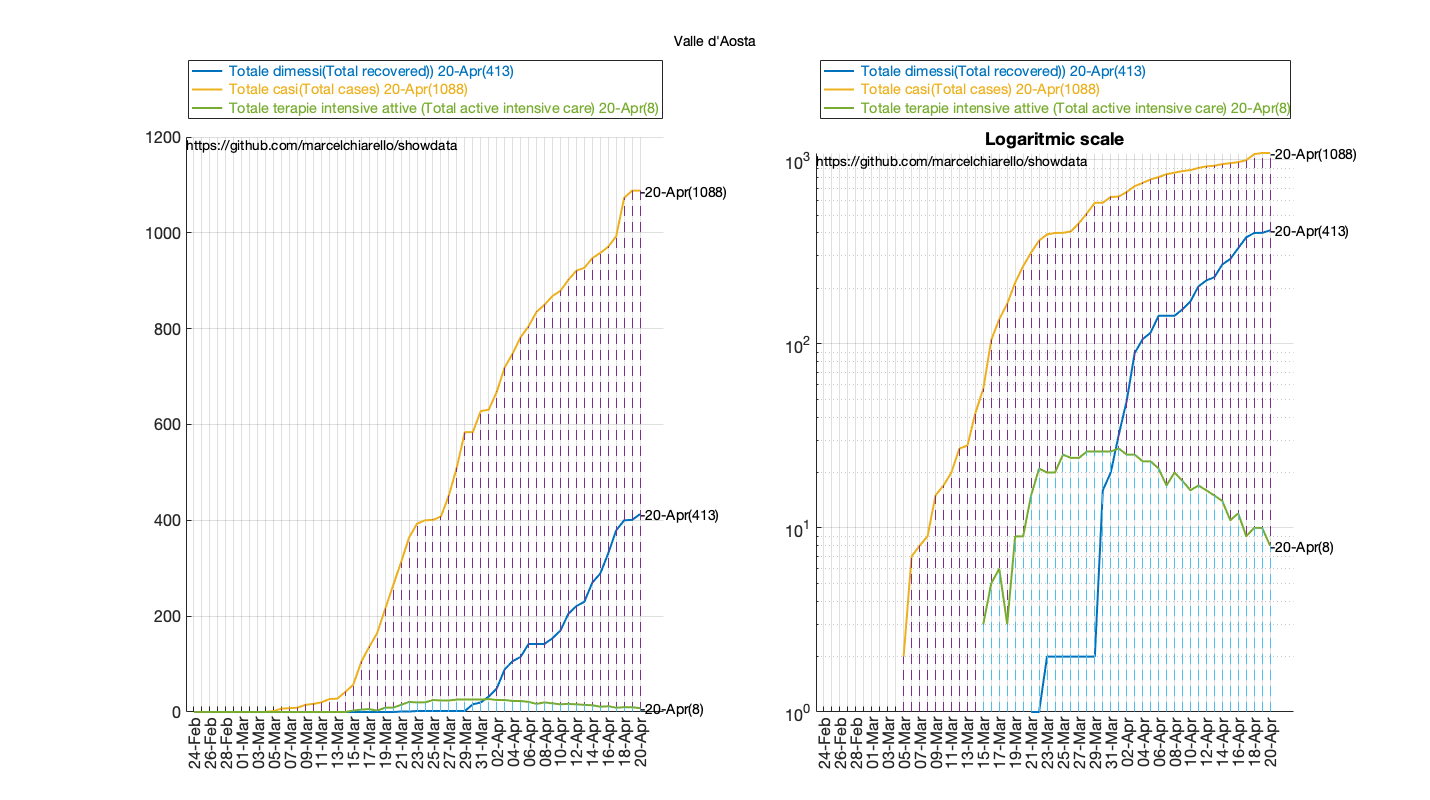 Valle d'Aosta
Totale dimessi(Total recovered)) 20-Apr(413)
Totale casi(Total cases) 20-Apr(1088)
Totale terapie intensive attive (Total active intensive care) 20-Apr(8)
https://github.com/marcelchiarello/showdata
1200
1000
800
600
400
200
0
20-Apr(1088)
20-Apr(413)
20-Apr(8)
24-Feb
26-Feb
28-Feb
01-Mar
03-Mar
05-Mar
07-Mar
09-Mar
11-Mar
13-Mar
15-Mar
17-Mar
19-Mar
21-Mar
23-Mar
25-Mar
27-Mar
29-Mar
31-Mar
02-Apr
04-Apr
06-Apr
08-Apr
10-Apr
12-Apr
14-Apr
16-Apr
18-Apr
20-Apr
Totale dimessi(Total recovered)) 20-Apr(413)
Totale casi(Total cases) 20-Apr(1088)
Totale terapie intensive attive (Total active intensive care) 20-Apr(8)
Logaritmic scale
https://github.com/marcelchiarello/showdata
10³
10²
10¹
10⁰
20-Apr(1088)
20-Apr(413)
20-Apr(8)
24-Feb
26-Feb
28-Feb
01-Mar
03-Mar
05-Mar
07-Mar
09-Mar
11-Mar
13-Mar
15-Mar
17-Mar
19-Mar
21-Mar
23-Mar
25-Mar
27-Mar
29-Mar
31-Mar
02-Apr
04-Apr
06-Apr
08-Apr
10-Apr
12-Apr
14-Apr
16-Apr
18-Apr
20-Apr